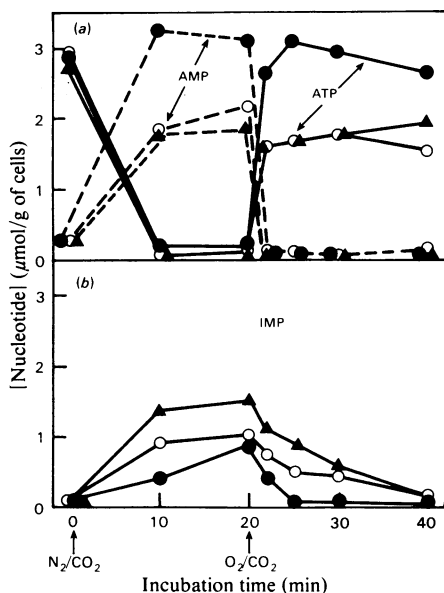 (a)
3
AMP
ATP
2
1
0
(b)
3
IMP
2
1
0
[Nucleotide] (μmol/g of cells)
0 10 20 30 40
N₂/CO₂ O₂/CO₂
Incubation time (min)